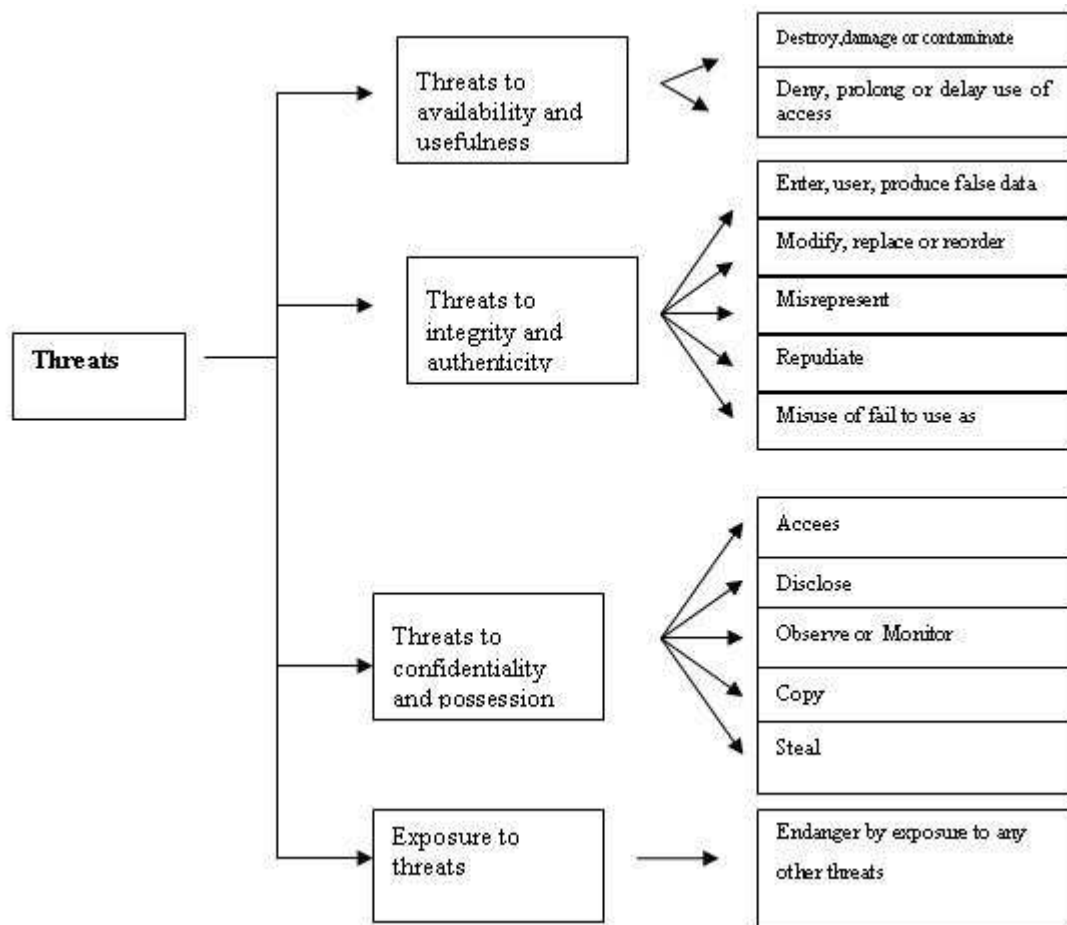 Threats
Threats to
availability and
usefulness
Destroy,damage or contaminate
Deny, prolong or delay use of
access
Threats to
integrity and
authenticity
Enter, user, produce false data
Modify, replace or reorder
Misrepresent
Repudiate
Misuse of fail to use as
Threats to
confidentiality
and possession
Accees
Disclose
Observe or Monitor
Copy
Steal
Exposure to
threats
Endanger by exposure to any
other threats